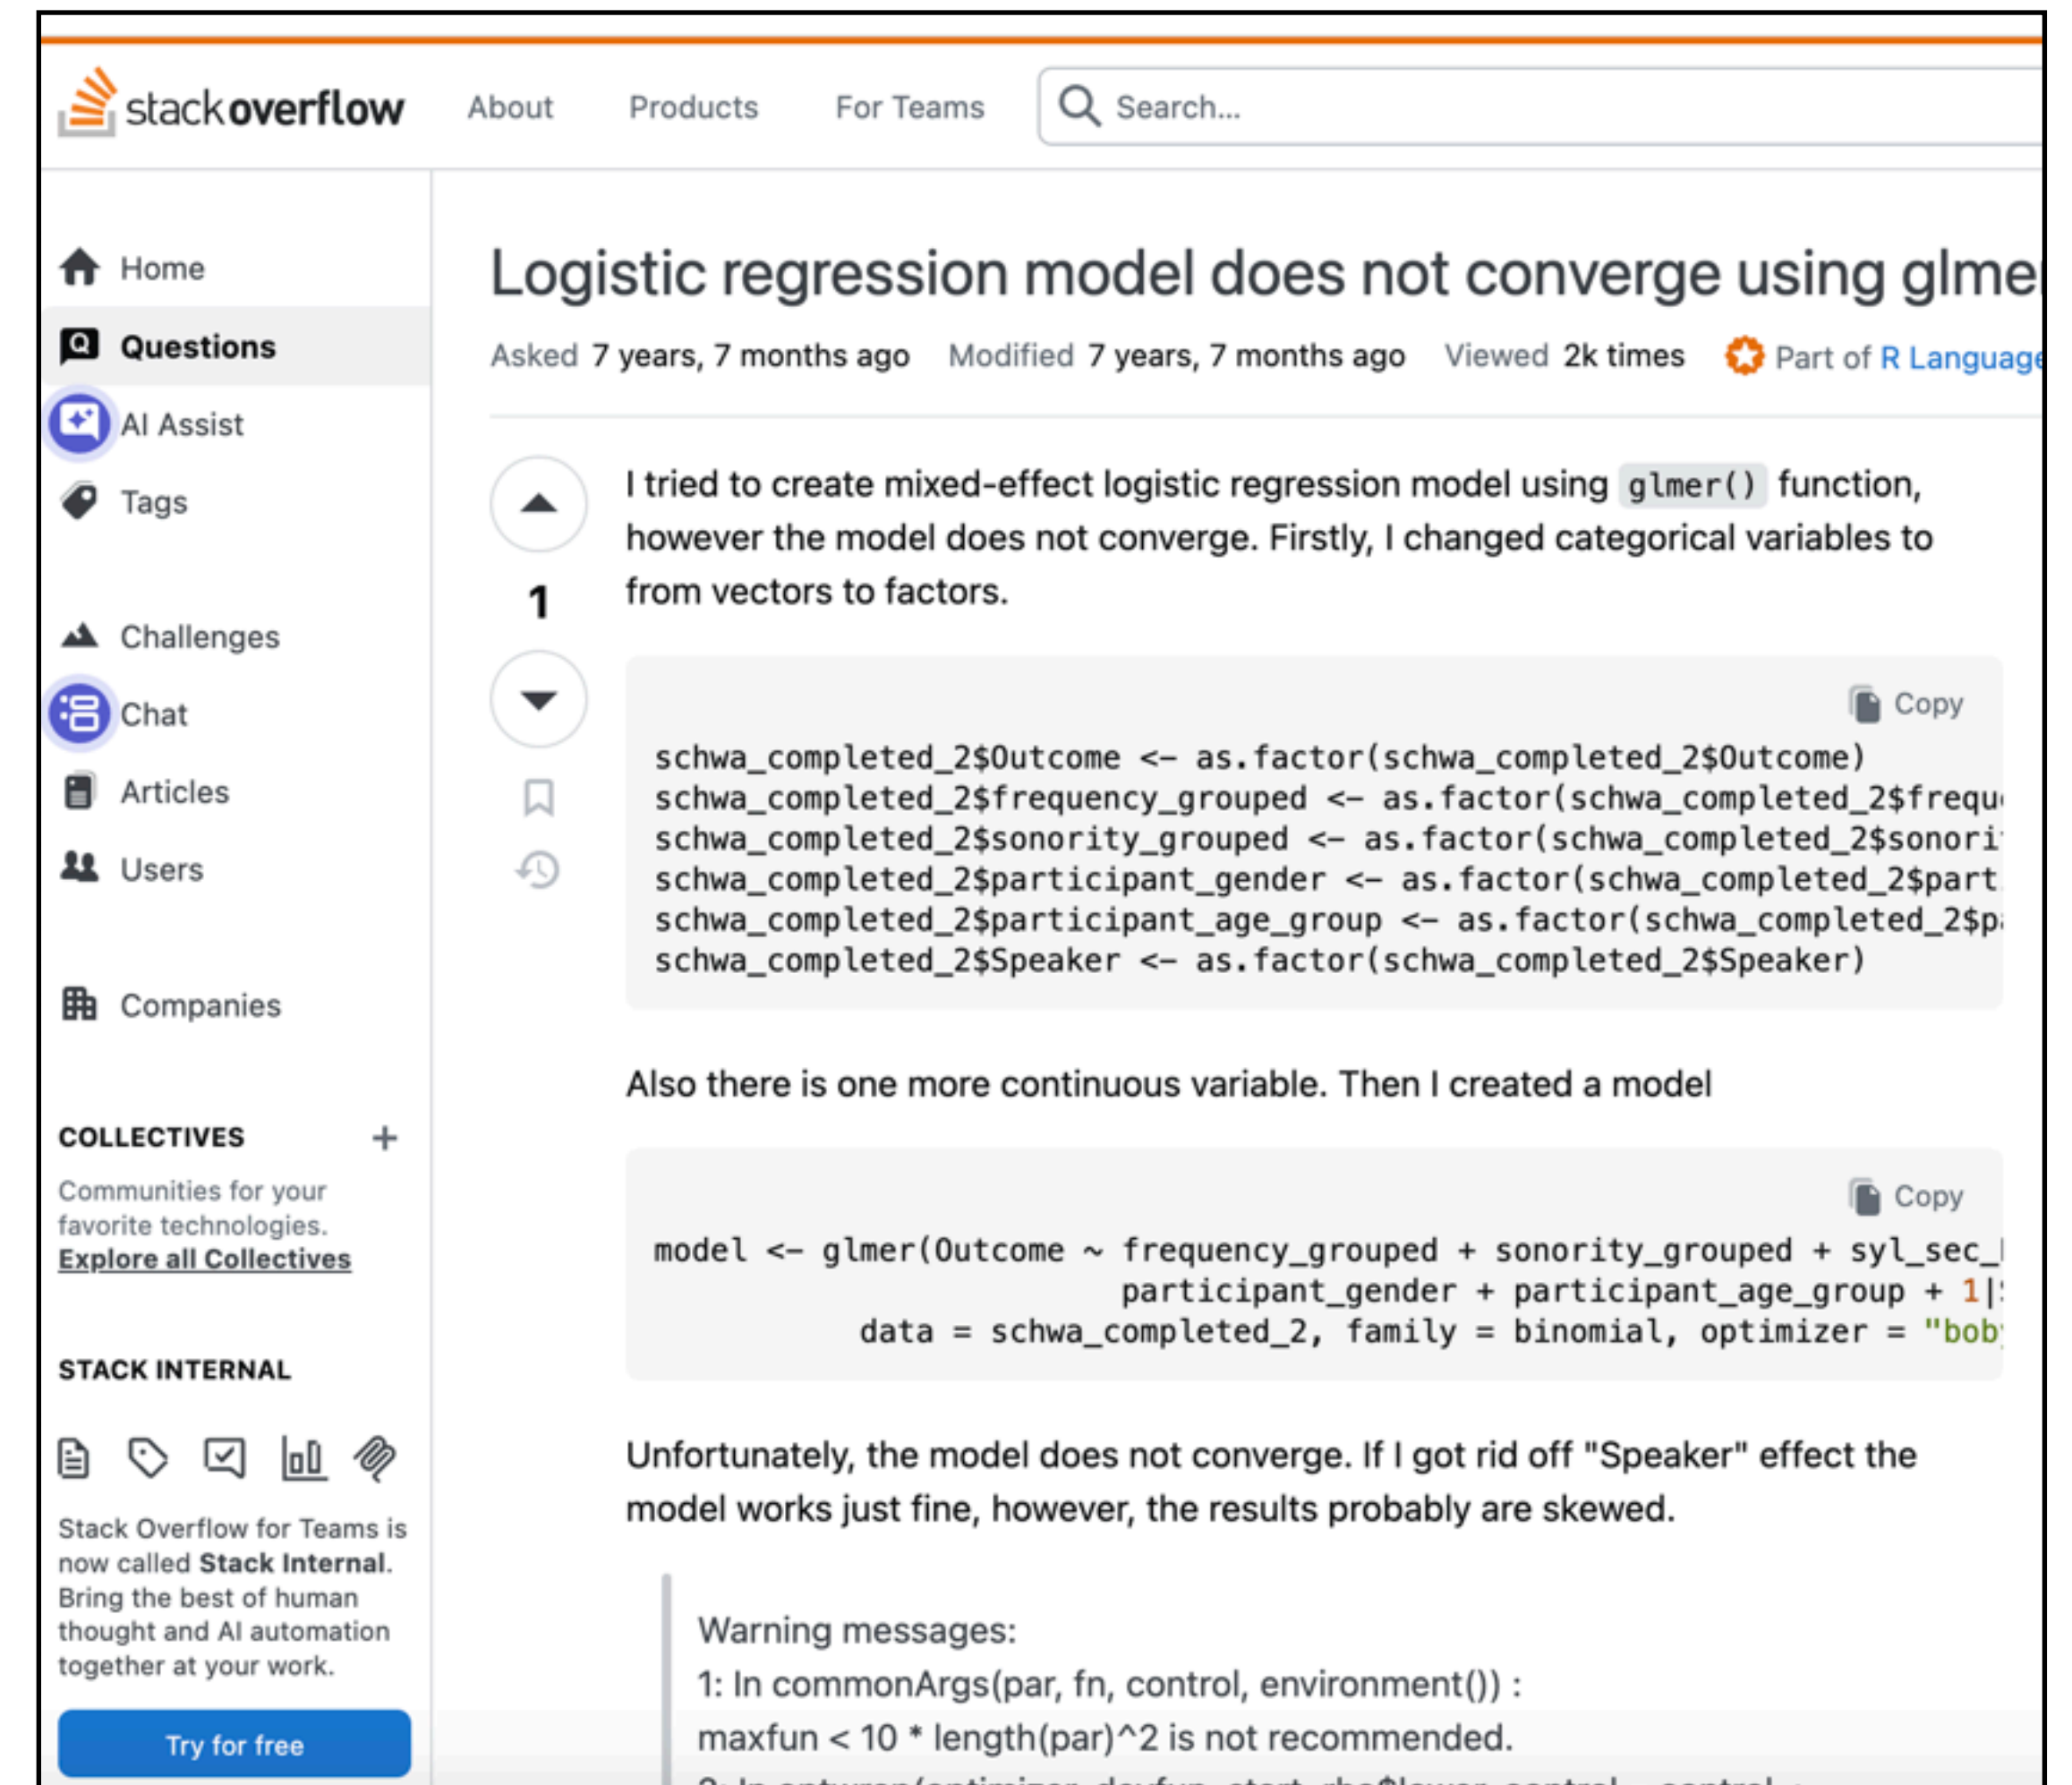 stackoverflow About Products For Teams Search...
Home
Questions
AI Assist
Tags
Challenges
Chat
Articles
Users
Companies
COLLECTIVES +
Communities for your
favorite technologies.
Explore all Collectives
STACK INTERNAL
Stack Overflow for Teams is
now called Stack Internal.
Bring the best of human
thought and AI automation
together at your work.
Try for free
Logistic regression model does not converge using glmer
Asked 7 years, 7 months ago Modified 7 years, 7 months ago Viewed 2k times Part of R Language
1
I tried to create mixed-effect logistic regression model using glmer() function,
however the model does not converge. Firstly, I changed categorical variables to
from vectors to factors.
Copy
schwa_completed_2$Outcome <- as.factor(schwa_completed_2$Outcome)
schwa_completed_2$frequency_grouped <- as.factor(schwa_completed_2$frequ
schwa_completed_2$sonority_grouped <- as.factor(schwa_completed_2$sonori
schwa_completed_2$participant_gender <- as.factor(schwa_completed_2$part
schwa_completed_2$participant_age_group <- as.factor(schwa_completed_2$pa
schwa_completed_2$Speaker <- as.factor(schwa_completed_2$Speaker)
Also there is one more continuous variable. Then I created a model
Copy
model <- glmer(Outcome ~ frequency_grouped + sonority_grouped + syl_sec_
participant_gender + participant_age_group + 1|
data = schwa_completed_2, family = binomial, optimizer = "bob
Unfortunately, the model does not converge. If I got rid off "Speaker" effect the
model works just fine, however, the results probably are skewed.
Warning messages:
1: In commonArgs(par, fn, control, environment()) :
maxfun < 10 * length(par)^2 is not recommended.